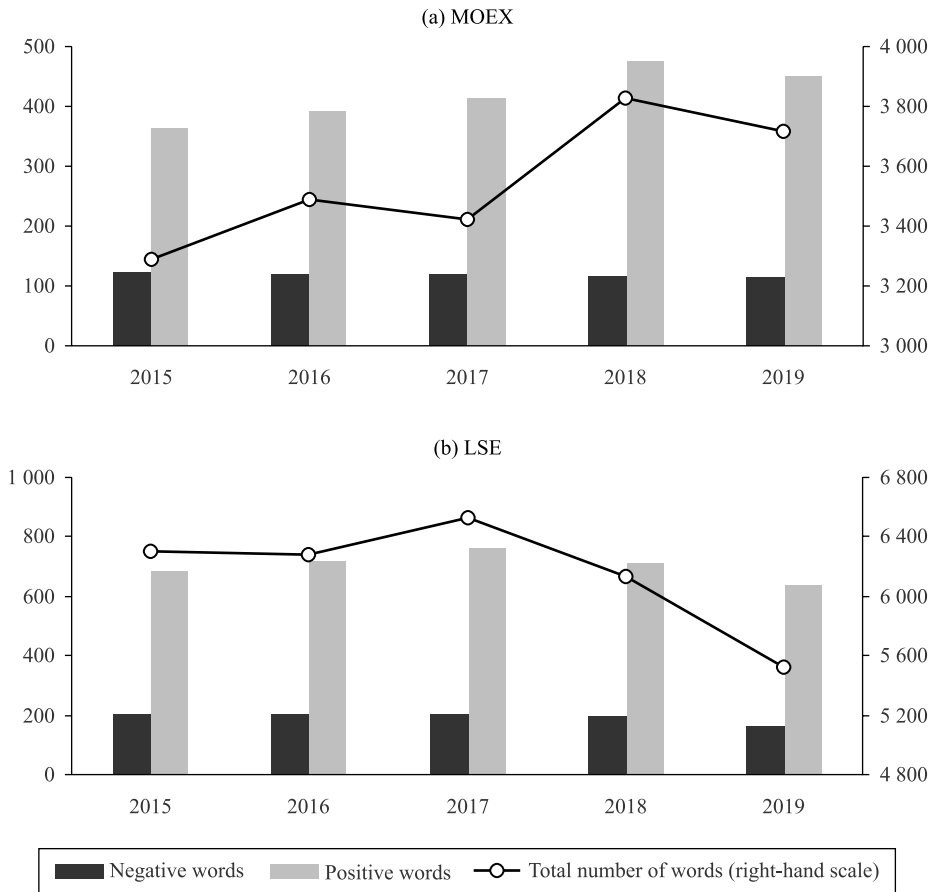 (a) MOEX
500 4 000
400 3 800
300 3 600
200 3 400
100 3 200
0 3 000
2015 2016 2017 2018 2019
(b) LSE
1 000 6 800
800 6 400
600 6 000
400 5 600
200 5 200
0 4 800
2015 2016 2017 2018 2019
Negative words Positive words Total number of words (right-hand scale)